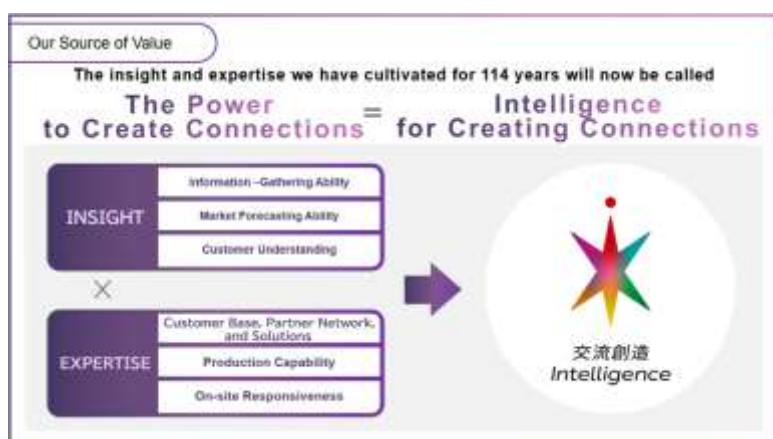 Our Source of Value
The insight and expertise we have cultivated for 114 years will now be called
The Power
to Create Connections
=
Intelligence
for Creating Connections
INSIGHT
Information –Gathering Ability
Market Forecasting Ability
Customer Understanding
×
EXPERTISE
Customer Base, Partner Network,
and Solutions
Production Capability
On-site Responsiveness
交流創造
Intelligence